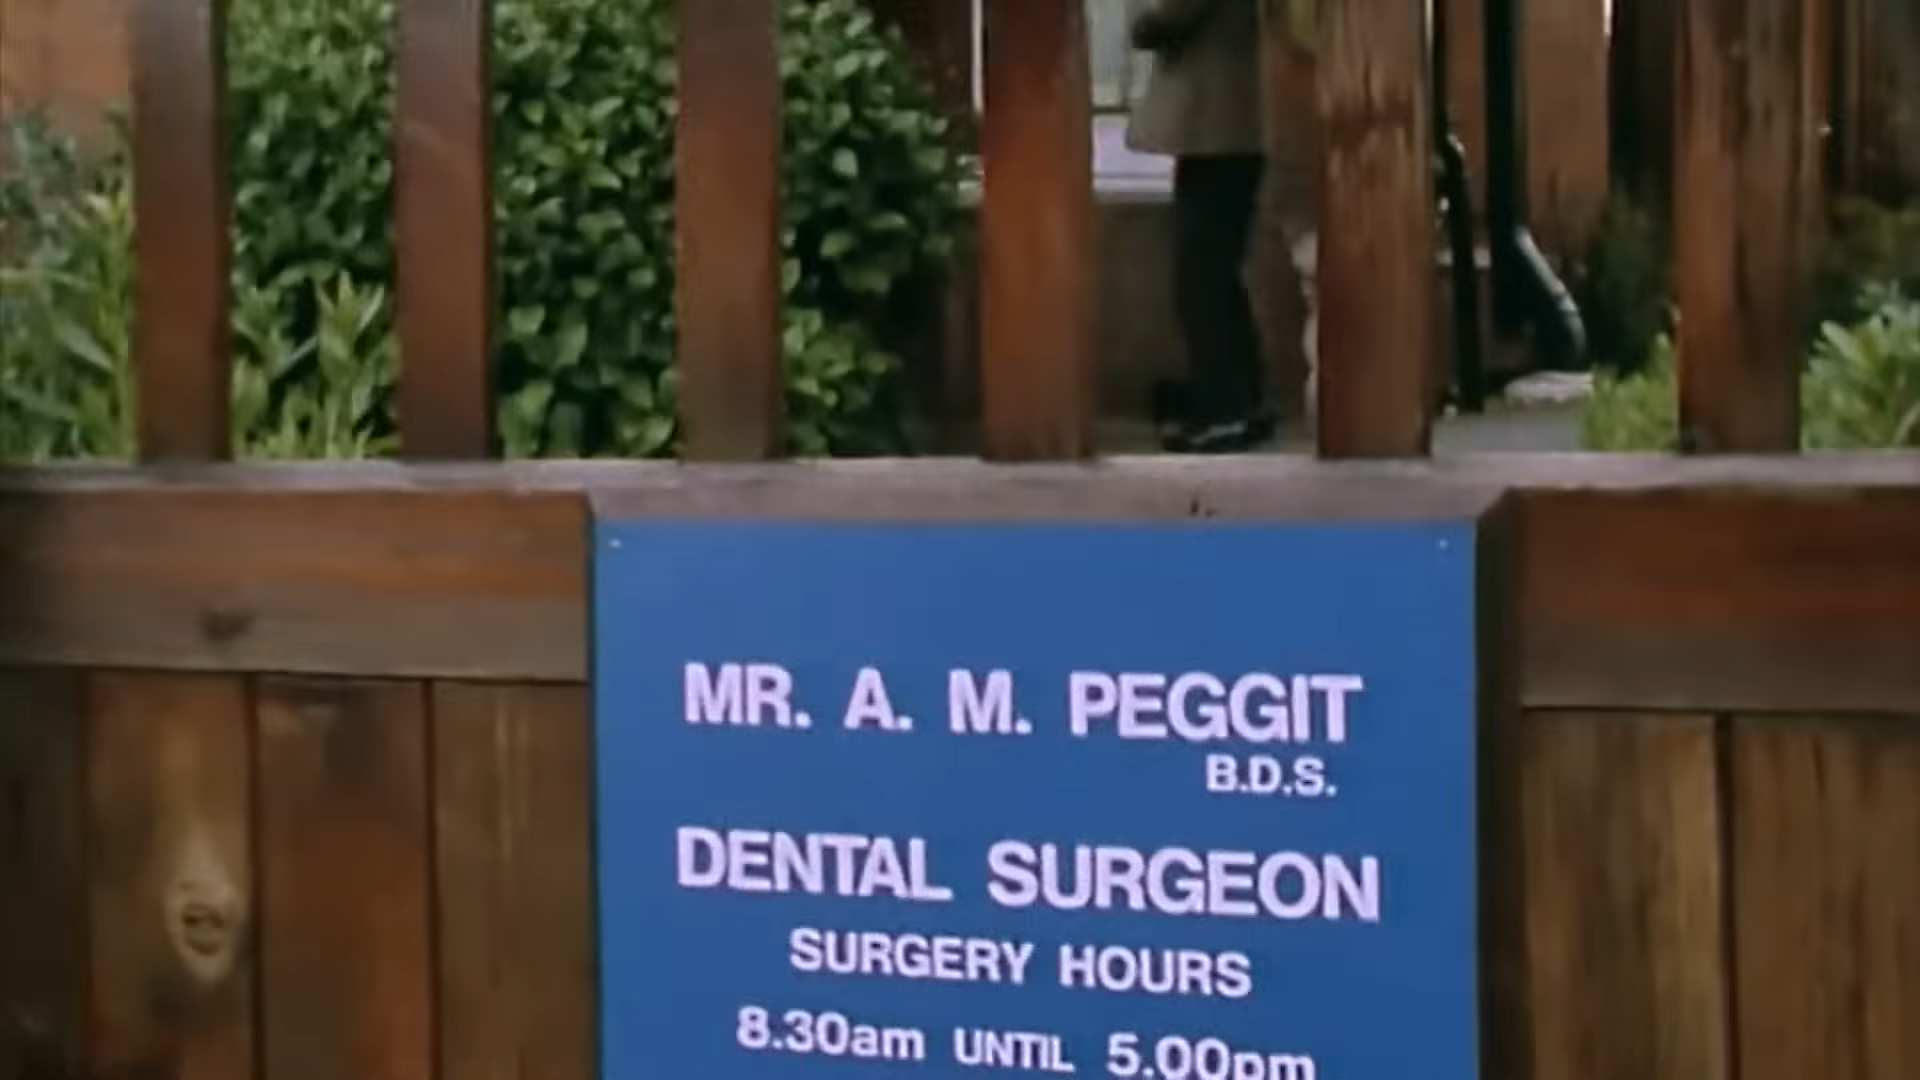 MR. A. M. PEGGIT
B.D.S.
DENTAL SURGEON
SURGERY HOURS
8.30am UNTIL 5.00pm